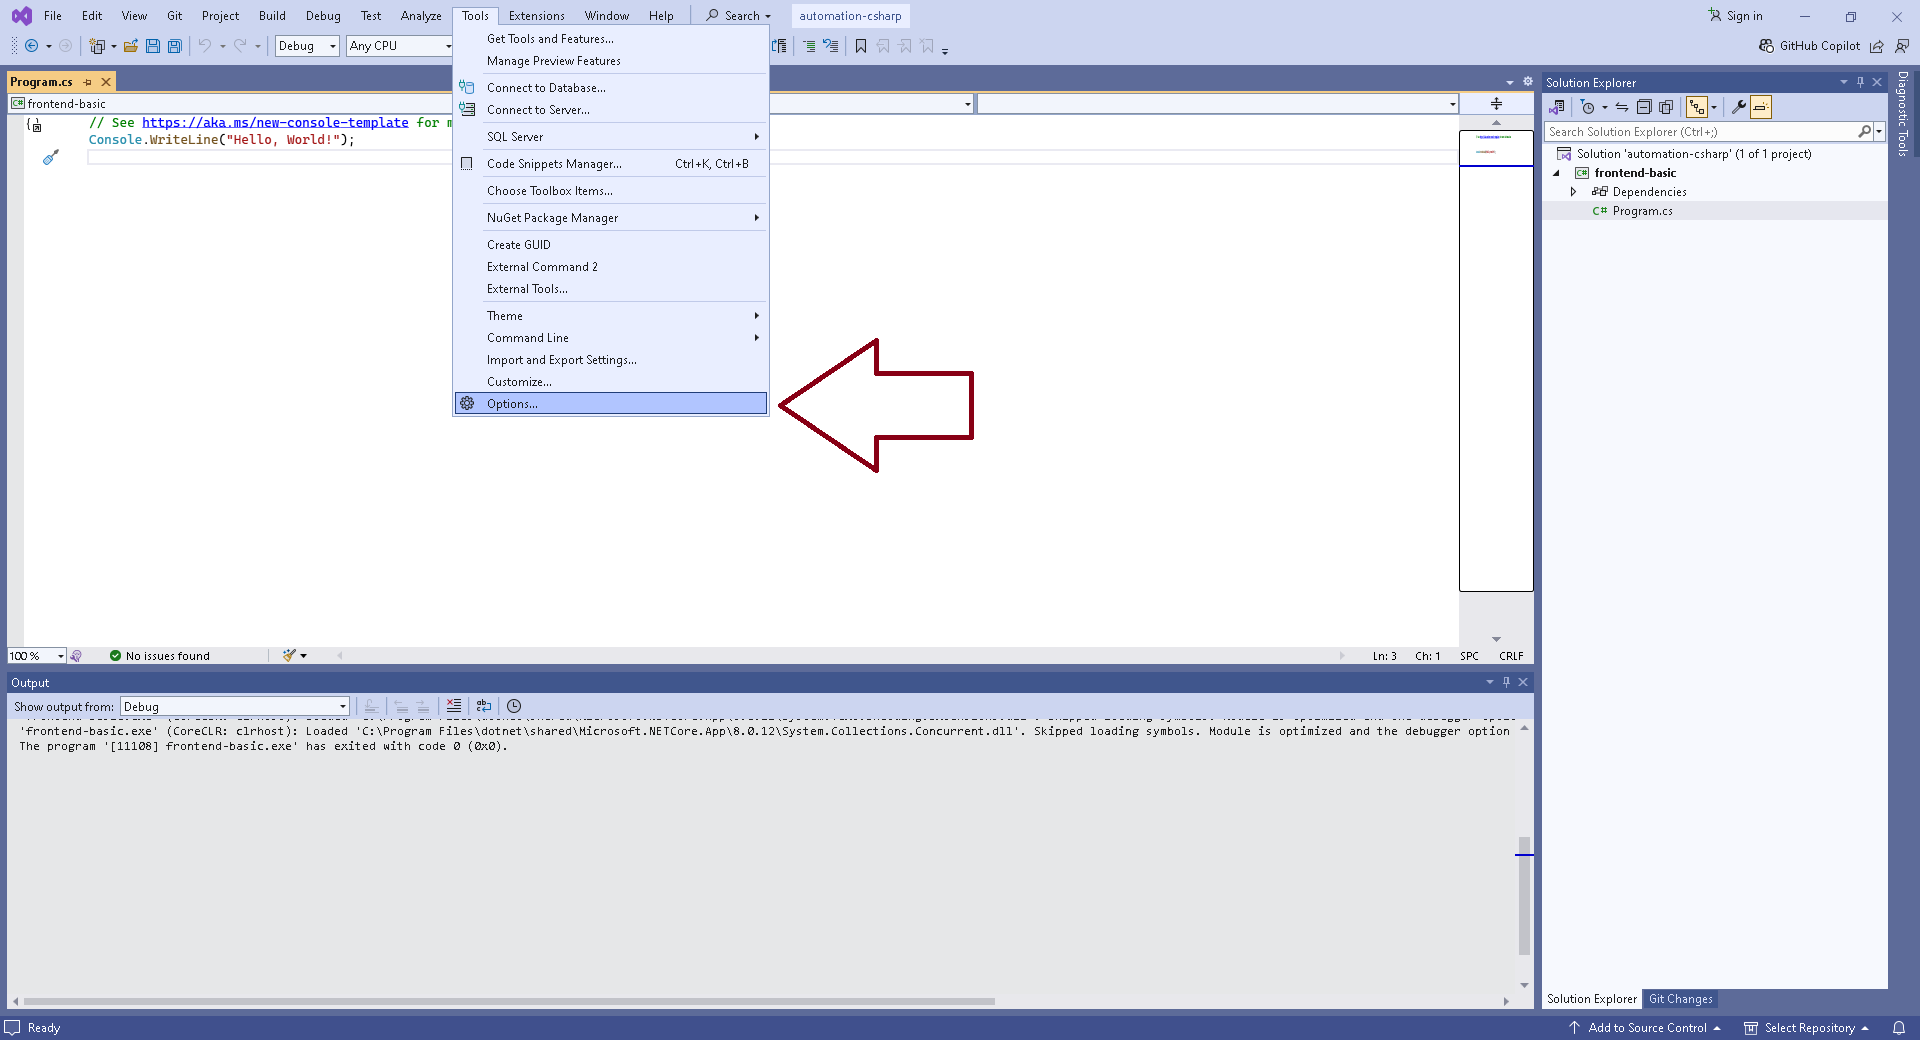 File Edit View Git Project Build Debug Test Analyze Tools Extensions Window Help Search automation-csharp Sign in
Debug Any CPU GitHub Copilot
Get Tools and Features...
Manage Preview Features
Connect to Database...
Connect to Server...
SQL Server
Code Snippets Manager... Ctrl+K, Ctrl+B
Choose Toolbox Items...
NuGet Package Manager
Create GUID
External Command 2
External Tools...
Theme
Command Line
Import and Export Settings...
Customize...
Options...
Program.cs
frontend-basic
// See https://aka.ms/new-console-template for
Console.WriteLine("Hello, World!");
100 % No issues found Ln: 3 Ch: 1 SPC CRLF
Output
Show output from: Debug
'frontend-basic.exe' (CoreCLR: clrhost): Loaded 'C:\Program Files\dotnet\shared\Microsoft.NETCore.App\8.0.12\System.Collections.Concurrent.dll'. Skipped loading symbols. Module is optimized and the debugger option
The program '[11108] frontend-basic.exe' has exited with code 0 (0x0).
Solution Explorer
Search Solution Explorer (Ctrl+;)
Solution 'automation-csharp' (1 of 1 project)
frontend-basic
Dependencies
C# Program.cs
Solution Explorer Git Changes
Diagnostic Tools
Ready Add to Source Control Select Repository